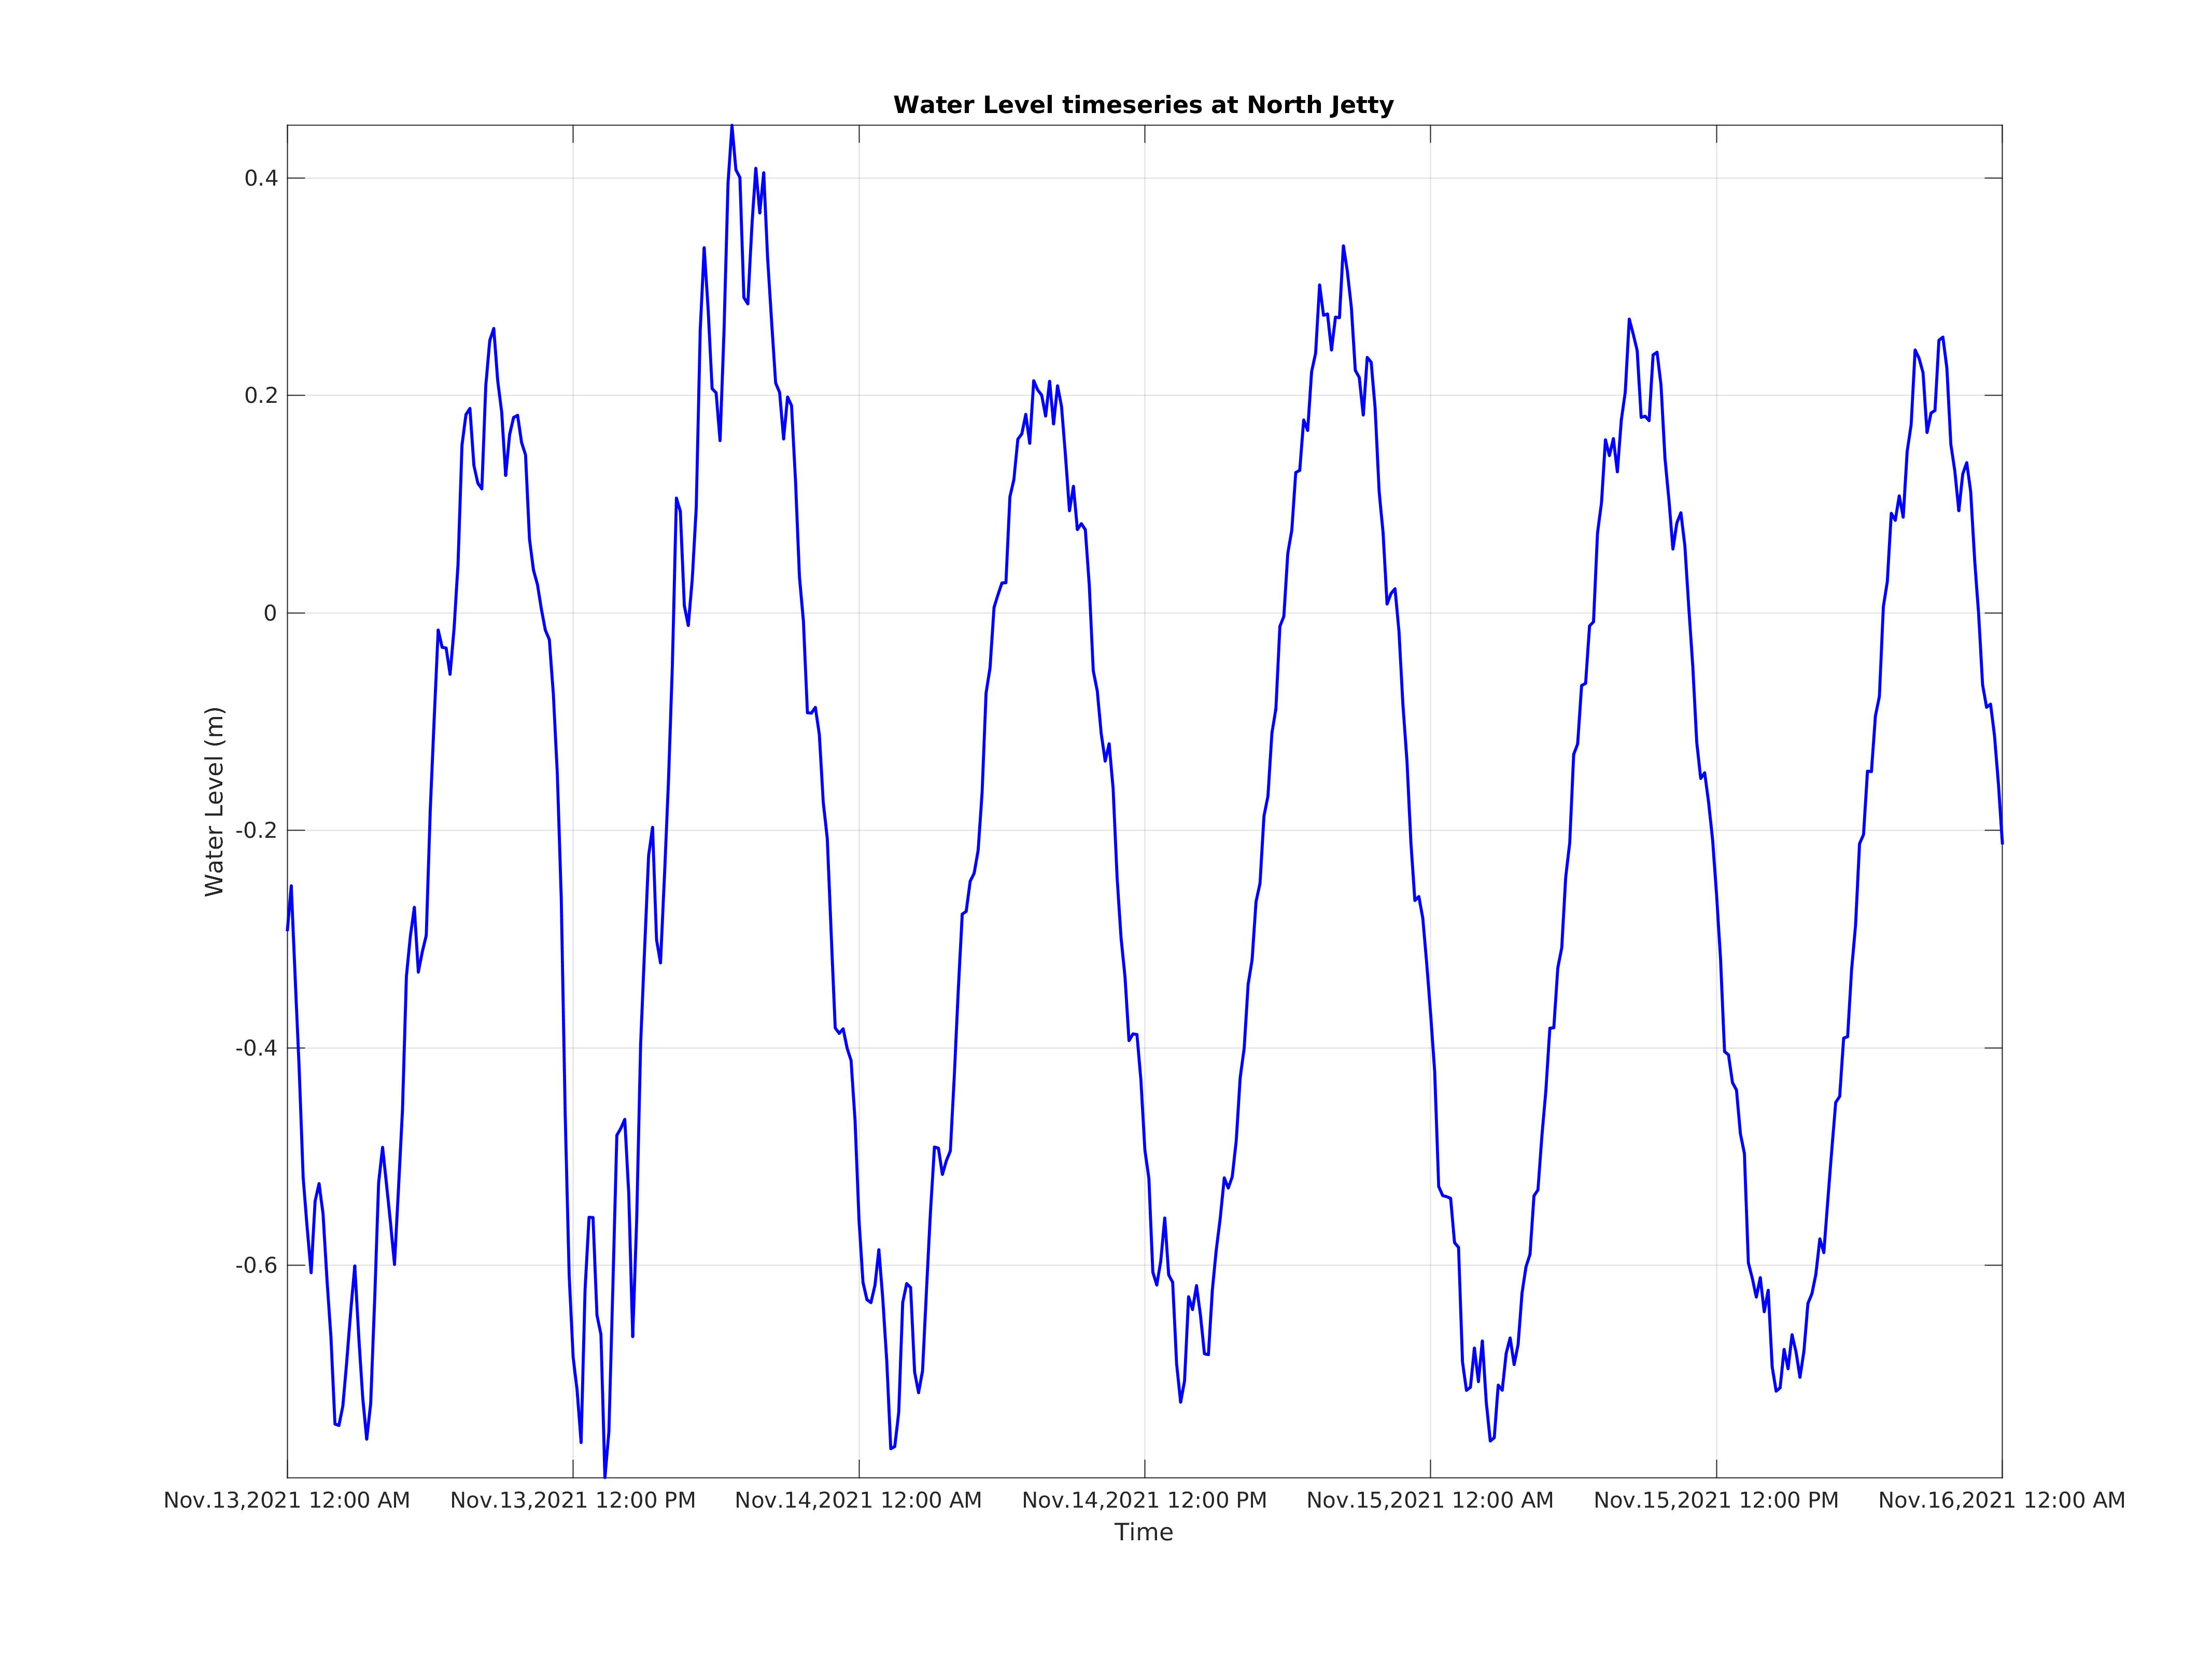 Water Level timeseries at North Jetty
0.4
0.2
0
-0.2
-0.4
-0.6
Water Level (m)
Nov.13,2021 12:00 AM Nov.13,2021 12:00 PM Nov.14,2021 12:00 AM Nov.14,2021 12:00 PM Nov.15,2021 12:00 AM Nov.15,2021 12:00 PM Nov.16,2021 12:00 AM
Time